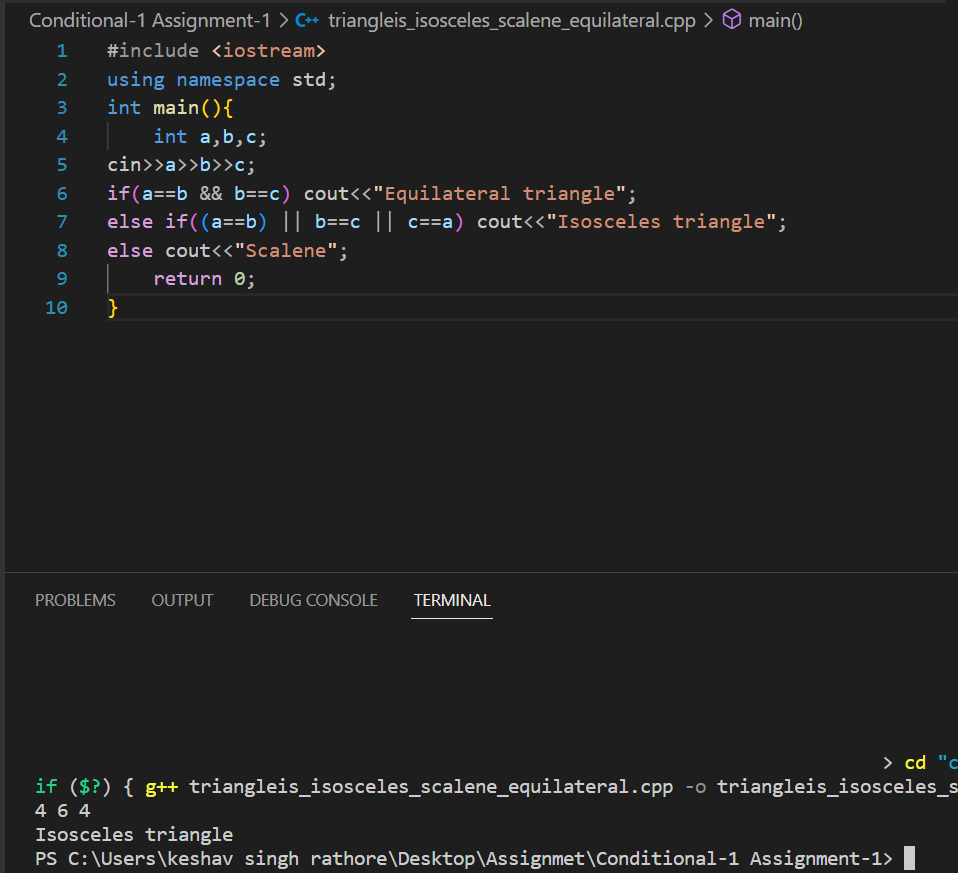 Conditional-1 Assignment-1 > C++ triangleis_isosceles_scalene_equilateral.cpp > main()
1 #include <iostream>
2 using namespace std;
3 int main(){
4     int a,b,c;
5 cin>>a>>b>>c;
6 if(a==b && b==c) cout<<"Equilateral triangle";
7 else if((a==b) || b==c || c==a) cout<<"Isosceles triangle";
8 else cout<<"Scalene";
9     return 0;
10 }
PROBLEMS OUTPUT DEBUG CONSOLE TERMINAL
> cd "c
if ($?) { g++ triangleis_isosceles_scalene_equilateral.cpp -o triangleis_isosceles_s
4 6 4
Isosceles triangle
PS C:\Users\keshav singh rathore\Desktop\Assignmet\Conditional-1 Assignment-1>